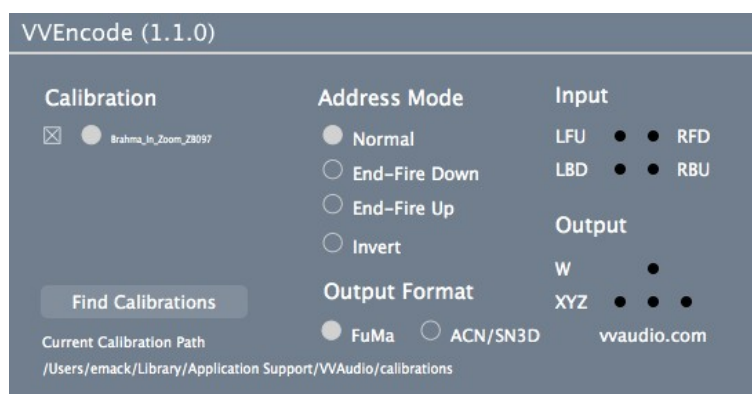 VVEncode (1.1.0)
Calibration
Brahma_In_Zoom_ZB097
Find Calibrations
Current Calibration Path
/Users/emack/Library/Application Support/VVAudio/calibrations
Address Mode
Normal
End-Fire Down
End-Fire Up
Invert
Output Format
FuMa ACN/SN3D
Input
LFU RFD
LBD RBU
Output
W
XYZ
vvaudio.com